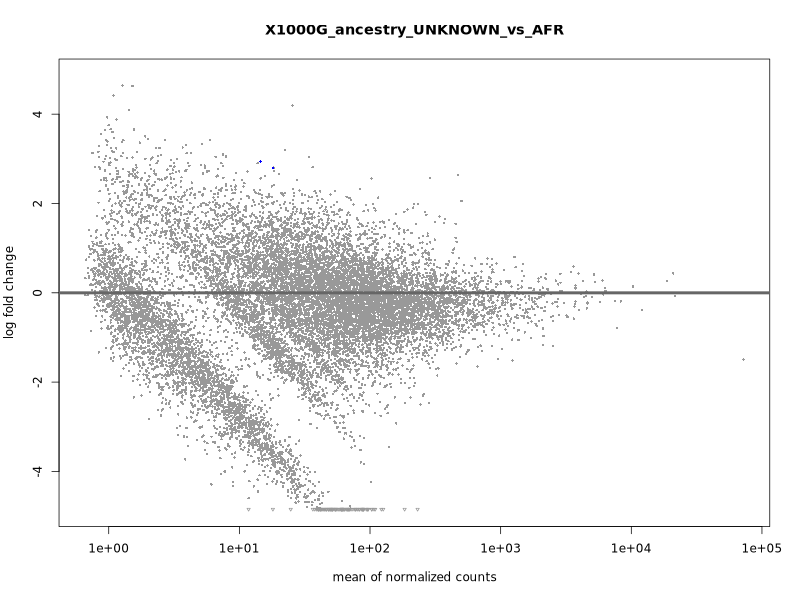 X1000G_ancestry_UNKNOWN_vs_AFR
4
2
0
-2
-4
log fold change
1e+00 1e+01 1e+02 1e+03 1e+04 1e+05
mean of normalized counts